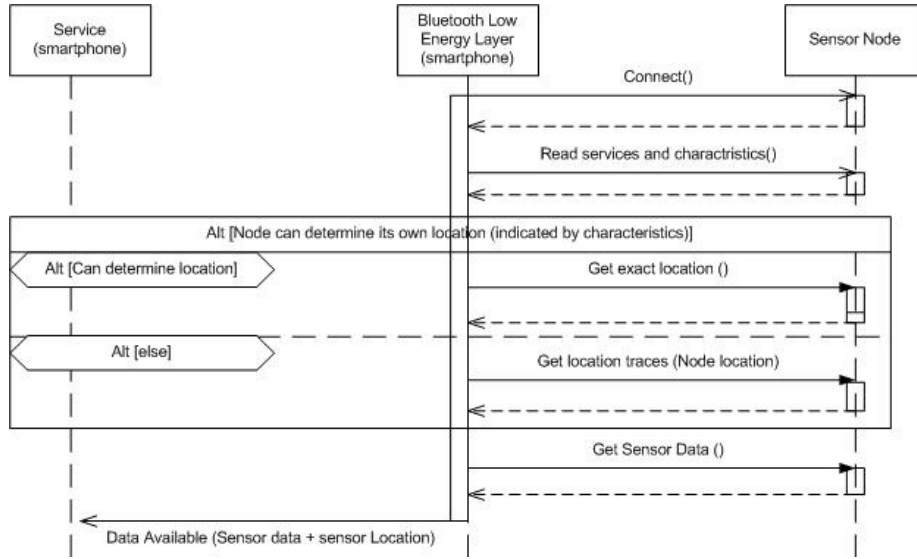 Service
(smartphone)
Bluetooth Low
Energy Layer
(smartphone)
Sensor Node
Connect()
Read services and charactristics()
Alt [Node can determine its own location (indicated by characteristics)]
Alt [Can determine location]
Get exact location ()
Alt [else]
Get location traces (Node location)
Get Sensor Data ()
Data Available (Sensor data + sensor Location)